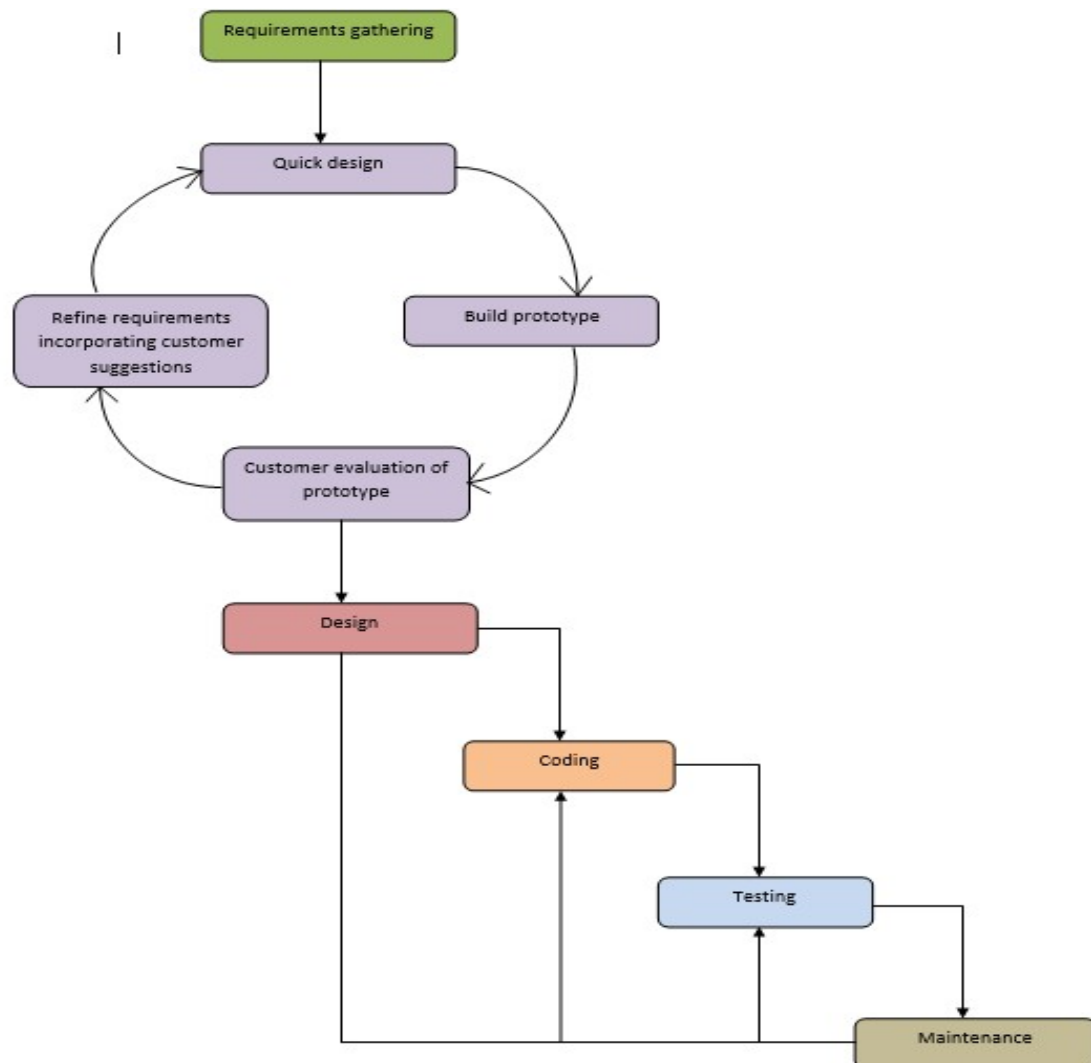 Requirements gathering
Quick design
Build prototype
Refine requirements
incorporating customer
suggestions
Customer evaluation of
prototype
Design
Coding
Testing
Maintenance